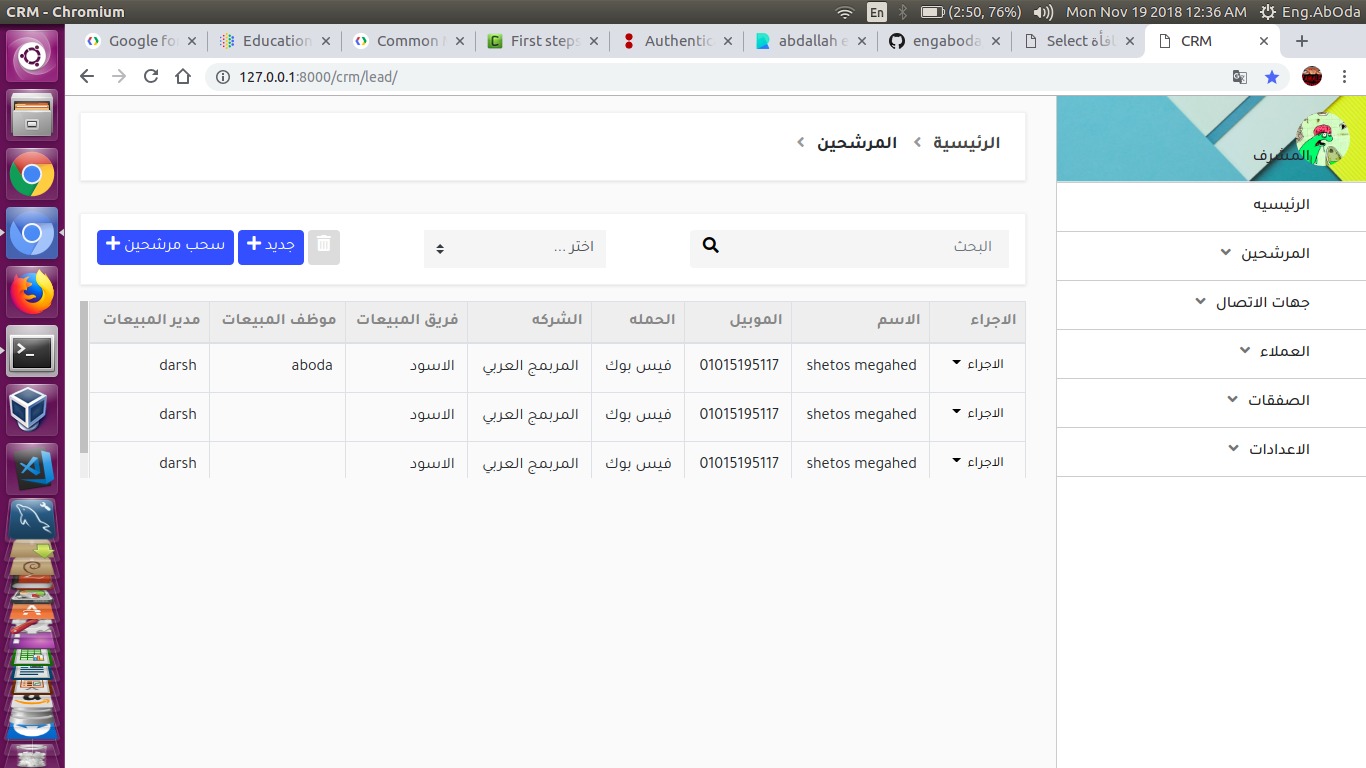 CRM - Chromium
En (2:50, 76%) Mon Nov 19 2018 12:36 AM Eng.AbOda
Google fo Education Common First steps Authentic abdallah e engaboda Select CRM
127.0.0.1:8000/crm/lead/
المشرف
الرئيسيه
المرشحين
جهات الاتصال
العملاء
الصفقات
الاعدادات
الرئيسية المرشحين
البحث
اختر ...
جديد
سحب مرشحين
الاجراء الاسم الموبيل الحمله الشركه فريق المبيعات موظف المبيعات مدير المبيعات
الاجراء shetos megahed 01015195117 فيس بوك المربمج العربي الاسود aboda darsh
الاجراء shetos megahed 01015195117 فيس بوك المربمج العربي الاسود darsh
الاجراء shetos megahed 01015195117 فيس بوك المربمج العربي الاسود darsh